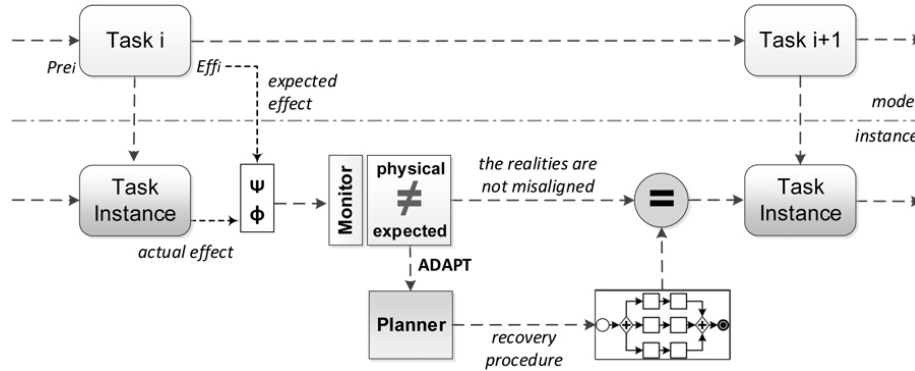 Task i
Task i+1
Prei
Effi
expected
effect
model
instance
Task
Instance
actual effect
Ψ
Φ
Monitor
physical
≠
expected
the realities are
not misaligned
=
Task
Instance
ADAPT
Planner
recovery
procedure